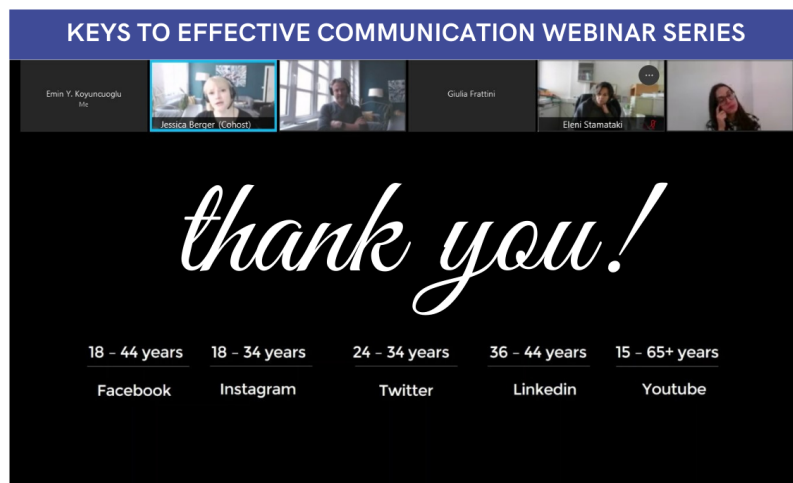 KEYS TO EFFECTIVE COMMUNICATION WEBINAR SERIES
Emin Y. Koyuncuoglu
Me
Jessica Berger (Cohost)
Giulia Frattini
Eleni Stamataki
thank you!
18 – 44 years 18 – 34 years 24 – 34 years 36 – 44 years 15 – 65+ years
Facebook Instagram Twitter Linkedin Youtube